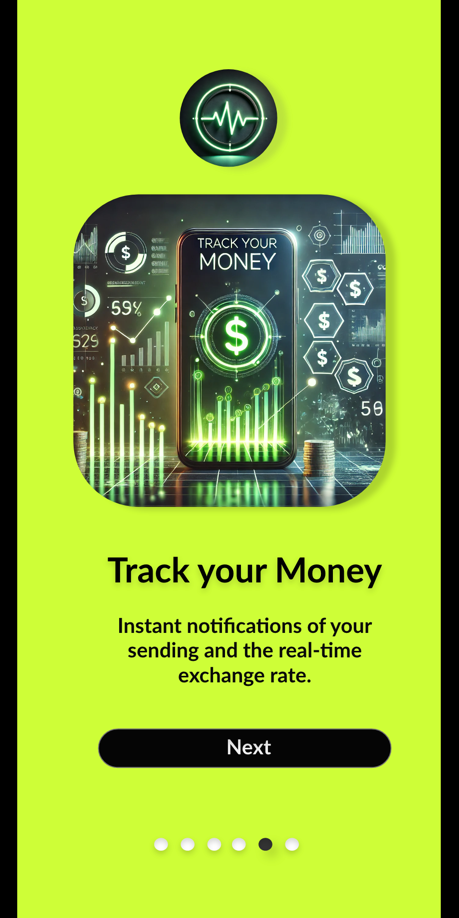 TRACK YOUR
MONEY
$
-59%
$
$
$
$
$
$
$
$
50
Track your Money
Instant notifications of your
sending and the real-time
exchange rate.
Next